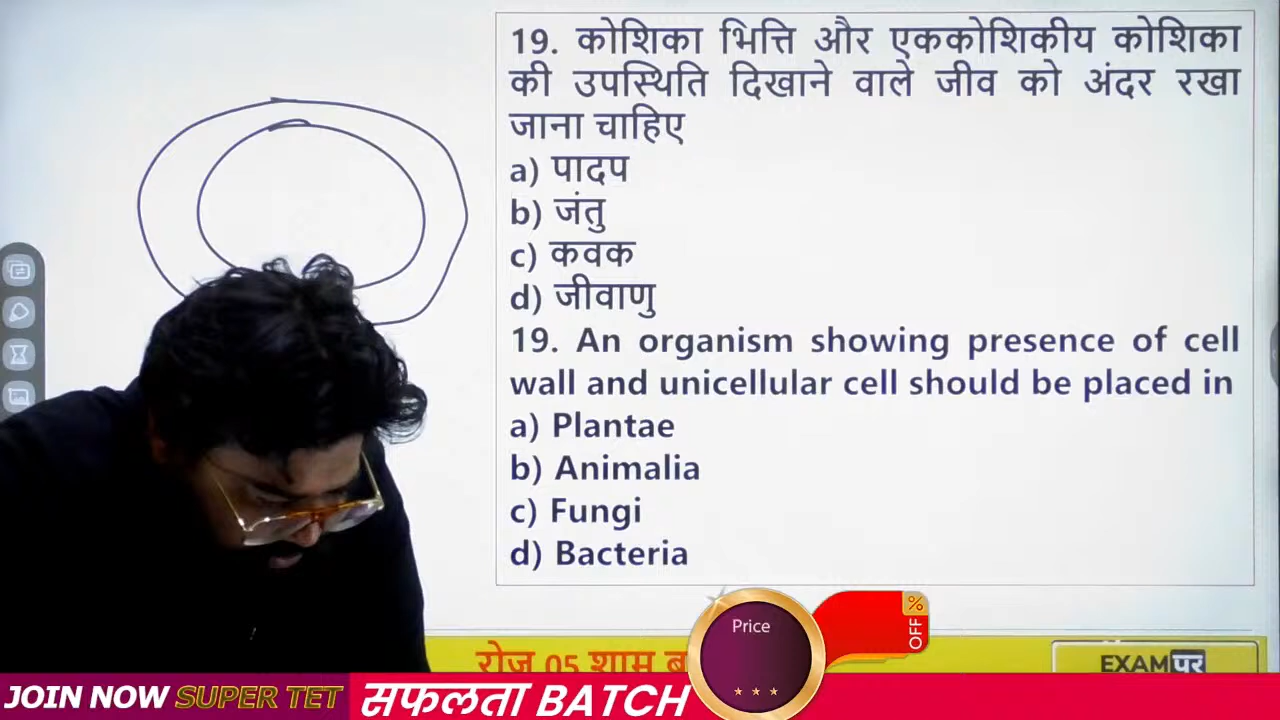 19. कोशिका भित्ति और एककोशिकीय कोशिका
की उपस्थिति दिखाने वाले जीव को अंदर रखा
जाना चाहिए
a) पादप
b) जंतु
c) कवक
d) जीवाणु
19. An organism showing presence of cell
wall and unicellular cell should be placed in
a) Plantae
b) Animalia
c) Fungi
d) Bacteria
Price
% OFF
रोज 05 शाम
EXAM पर
JOIN NOW SUPER TET सफलता BATCH